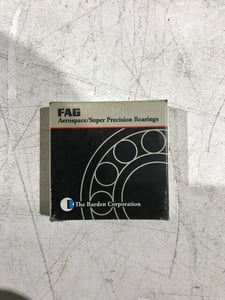 FAG
Aerospace/Super Precision Bearings
The Barden Corporation